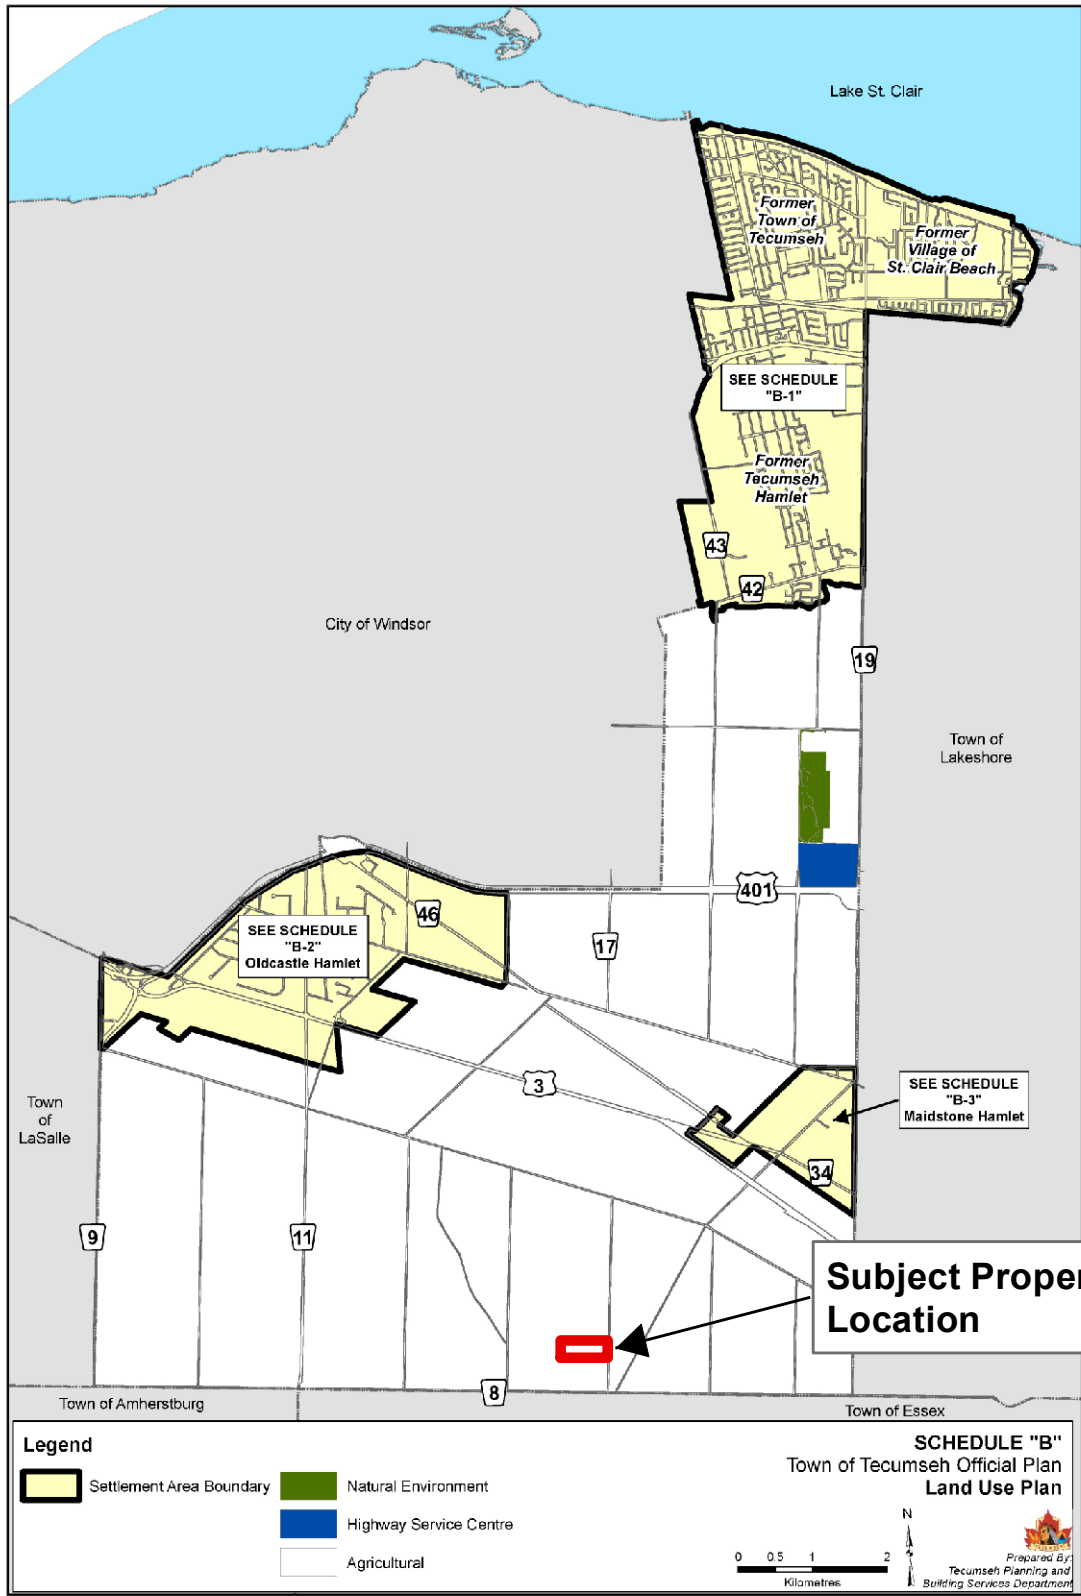 Lake St. Clair
Former
Town of
Tecumseh
Former
Village of
St. Clair Beach
SEE SCHEDULE
"B-1"
Former
Tecumseh
Hamlet
43
42
City of Windsor
19
Town of
Lakeshore
401
46
SEE SCHEDULE
"B-2"
Oldcastle Hamlet
17
3
SEE SCHEDULE
"B-3"
Maidstone Hamlet
Town
of
LaSalle
34
9
11
Subject Proper
Location
8
Town of Amherstburg
Town of Essex
Legend
Settlement Area Boundary
Natural Environment
Highway Service Centre
Agricultural
SCHEDULE "B"
Town of Tecumseh Official Plan
Land Use Plan
N
0 0.5 1 2
Kilometres
Prepared By:
Tecumseh Planning and
Building Services Department